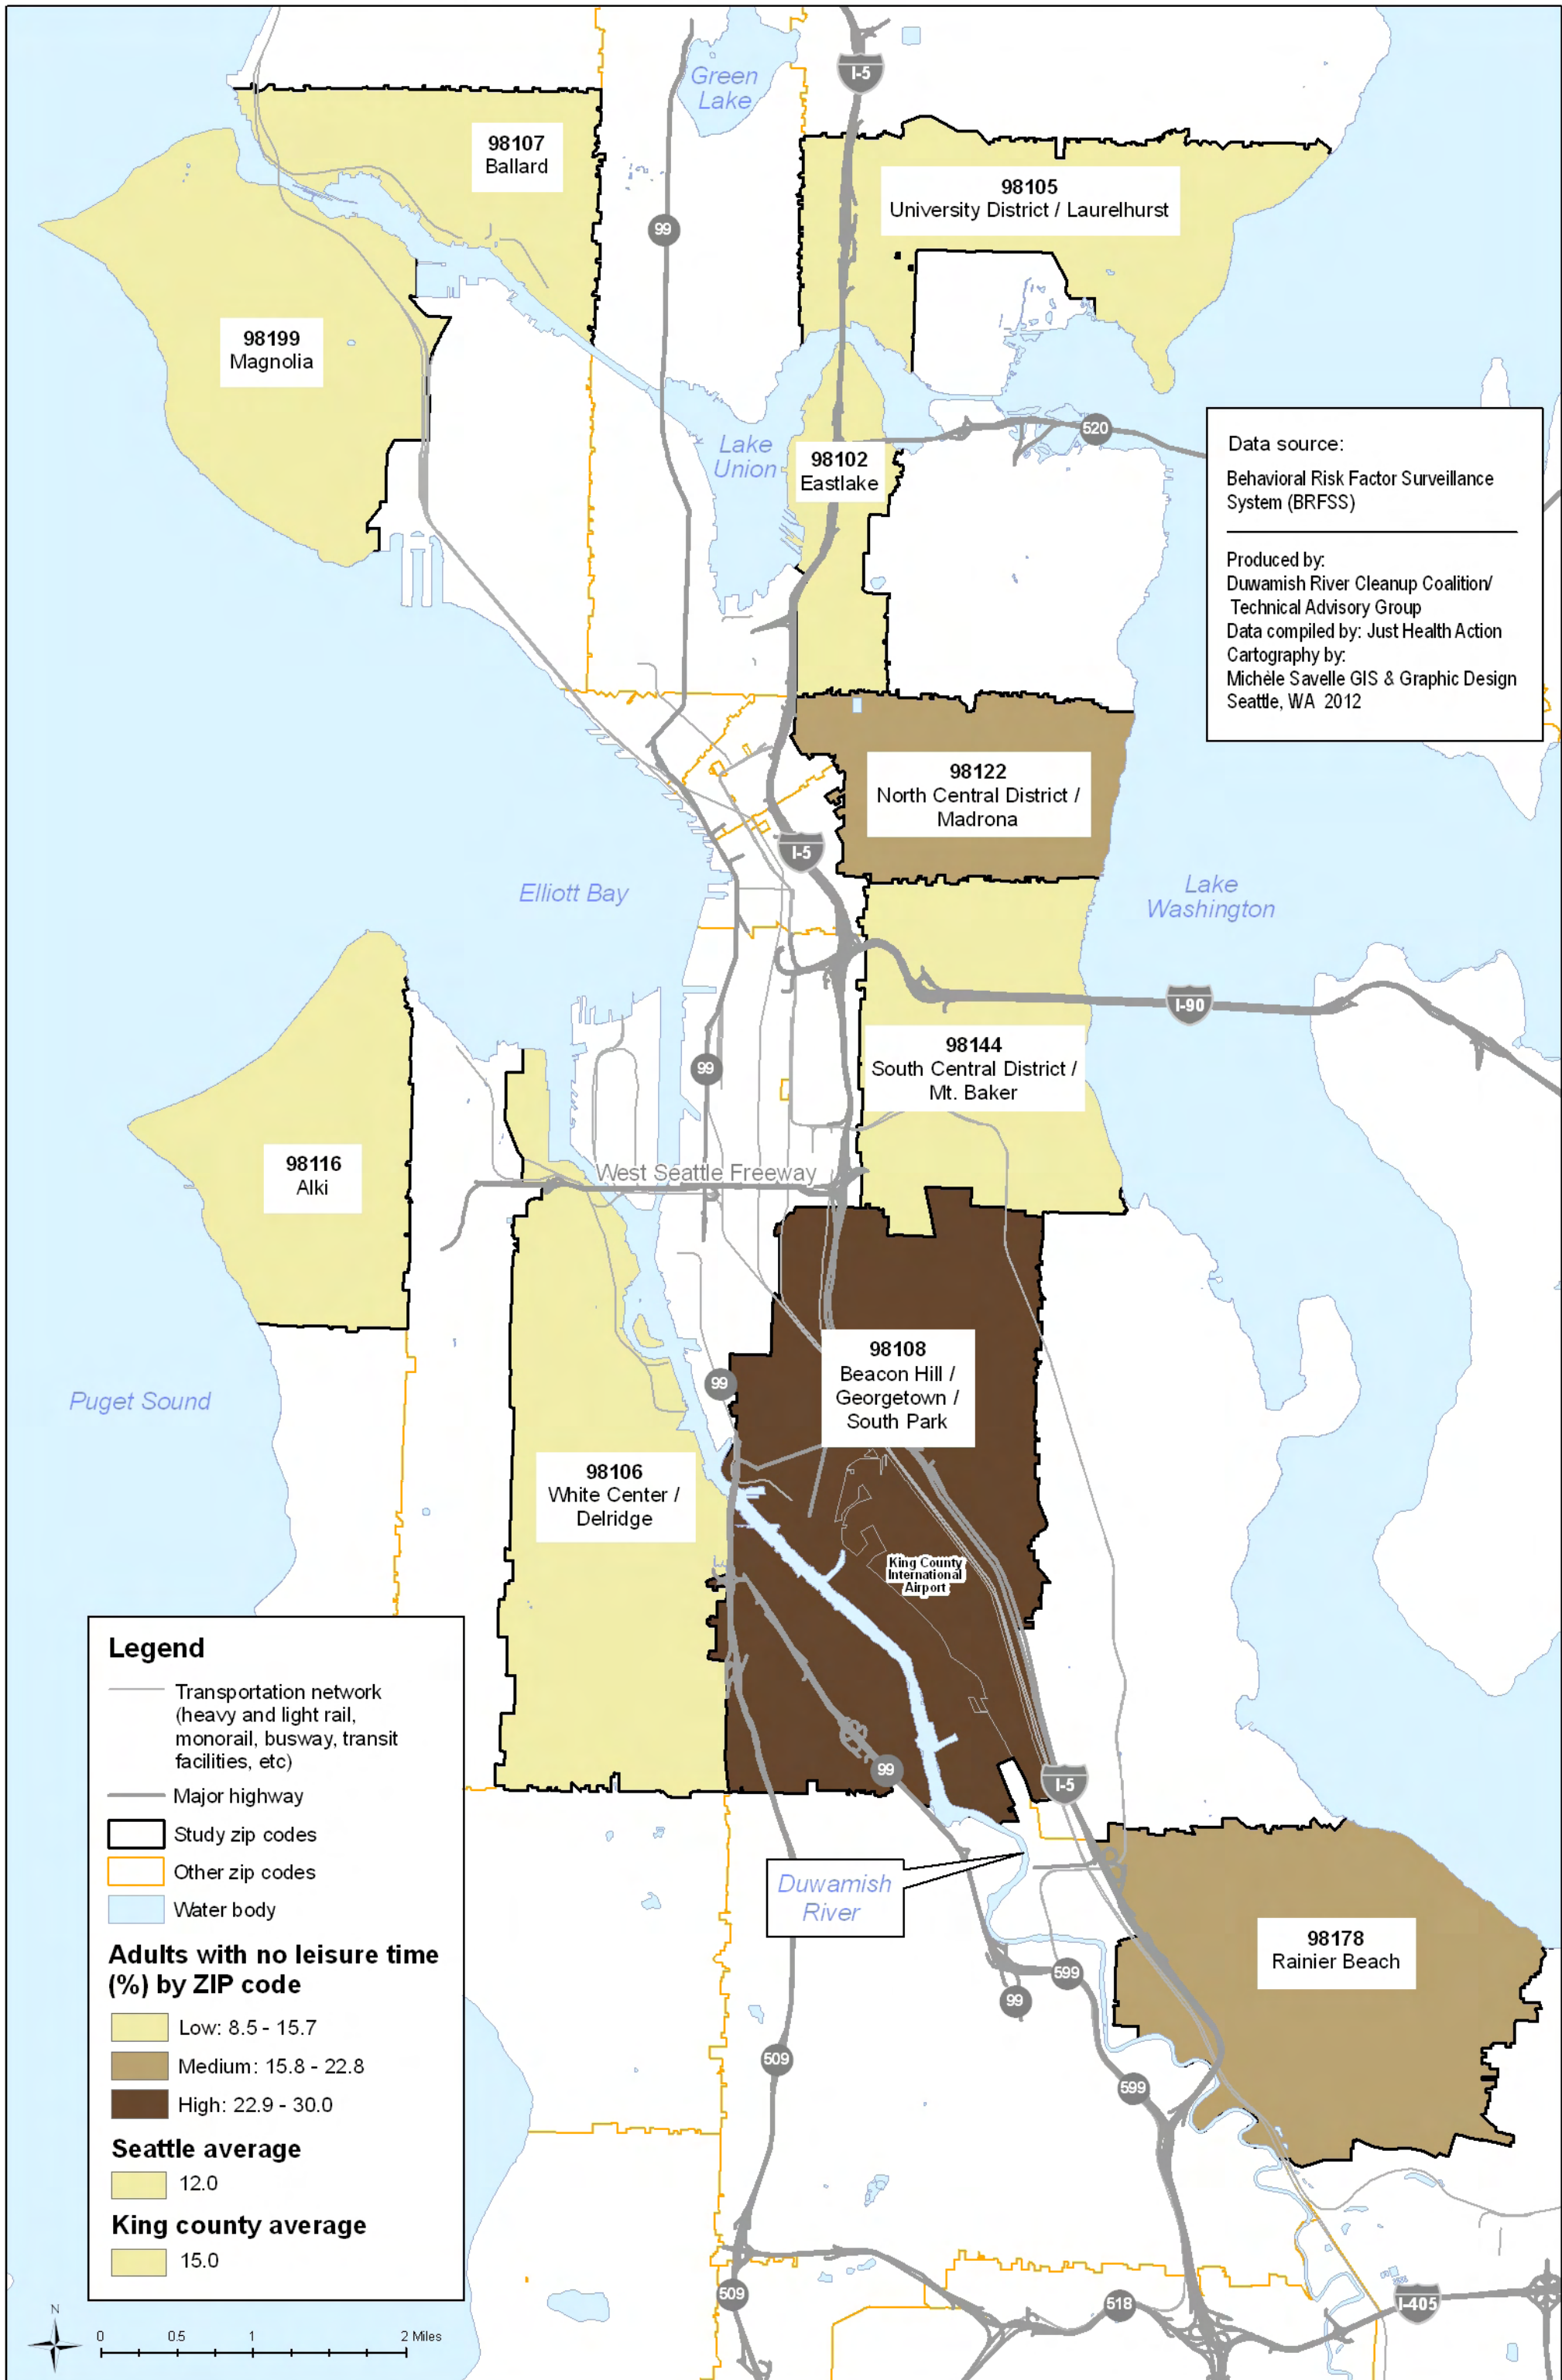 Green
Lake
I-5
98107
Ballard
98105
University District / Laurelhurst
99
98199
Magnolia
520
Lake
Union
98102
Eastlake
Data source:
Behavioral Risk Factor Surveillance
System (BRFSS)
Produced by:
Duwamish River Cleanup Coalition/
Technical Advisory Group
Data compiled by: Just Health Action
Cartography by:
Michèle Savelle GIS & Graphic Design
Seattle, WA 2012
98122
North Central District /
Madrona
I-5
Elliott Bay
Lake
Washington
I-90
98144
South Central District /
Mt. Baker
99
98116
Alki
West Seattle Freeway
98108
Beacon Hill /
Georgetown /
South Park
99
Puget Sound
98106
White Center /
Delridge
King County
International
Airport
99
I-5
Duwamish
River
98178
Rainier Beach
599
99
509
599
509
518
I-405
Legend
Transportation network
(heavy and light rail,
monorail, busway, transit
facilities, etc)
Major highway
Study zip codes
Other zip codes
Water body
Adults with no leisure time
(%) by ZIP code
Low: 8.5 - 15.7
Medium: 15.8 - 22.8
High: 22.9 - 30.0
Seattle average
12.0
King county average
15.0
N
0 0.5 1 2 Miles